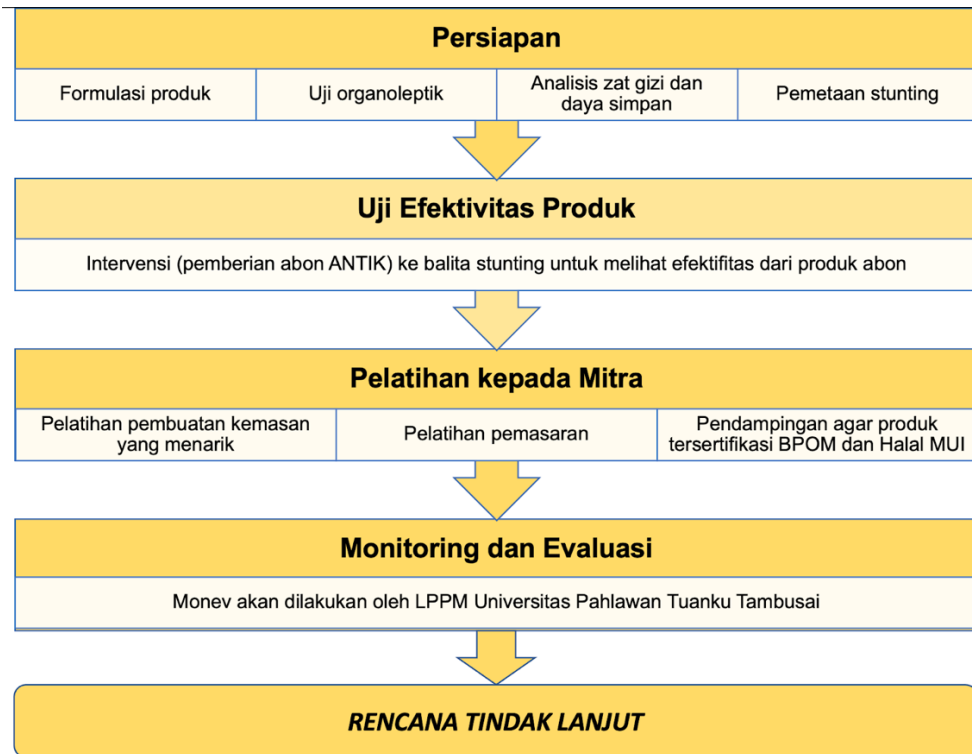 Persiapan
Formulasi produk
Uji organoleptik
Analisis zat gizi dan
daya simpan
Pemetaan stunting
Uji Efektivitas Produk
Intervensi (pemberian abon ANTIK) ke balita stunting untuk melihat efektifitas dari produk abon
Pelatihan kepada Mitra
Pelatihan pembuatan kemasan
yang menarik
Pelatihan pemasaran
Pendampingan agar produk
tersertifikasi BPOM dan Halal MUI
Monitoring dan Evaluasi
Monev akan dilakukan oleh LPPM Universitas Pahlawan Tuanku Tambusai
RENCANA TINDAK LANJUT